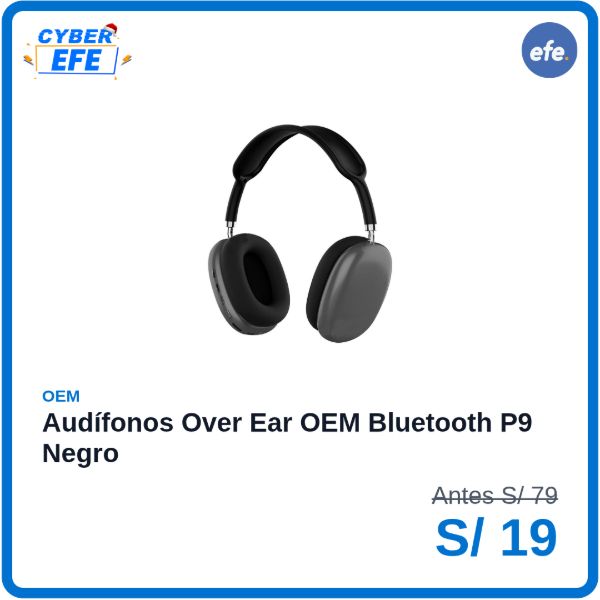 CYBER
EFE
efe.
OEM
Audífonos Over Ear OEM Bluetooth P9
Negro
Antes S/ 79
S/ 19